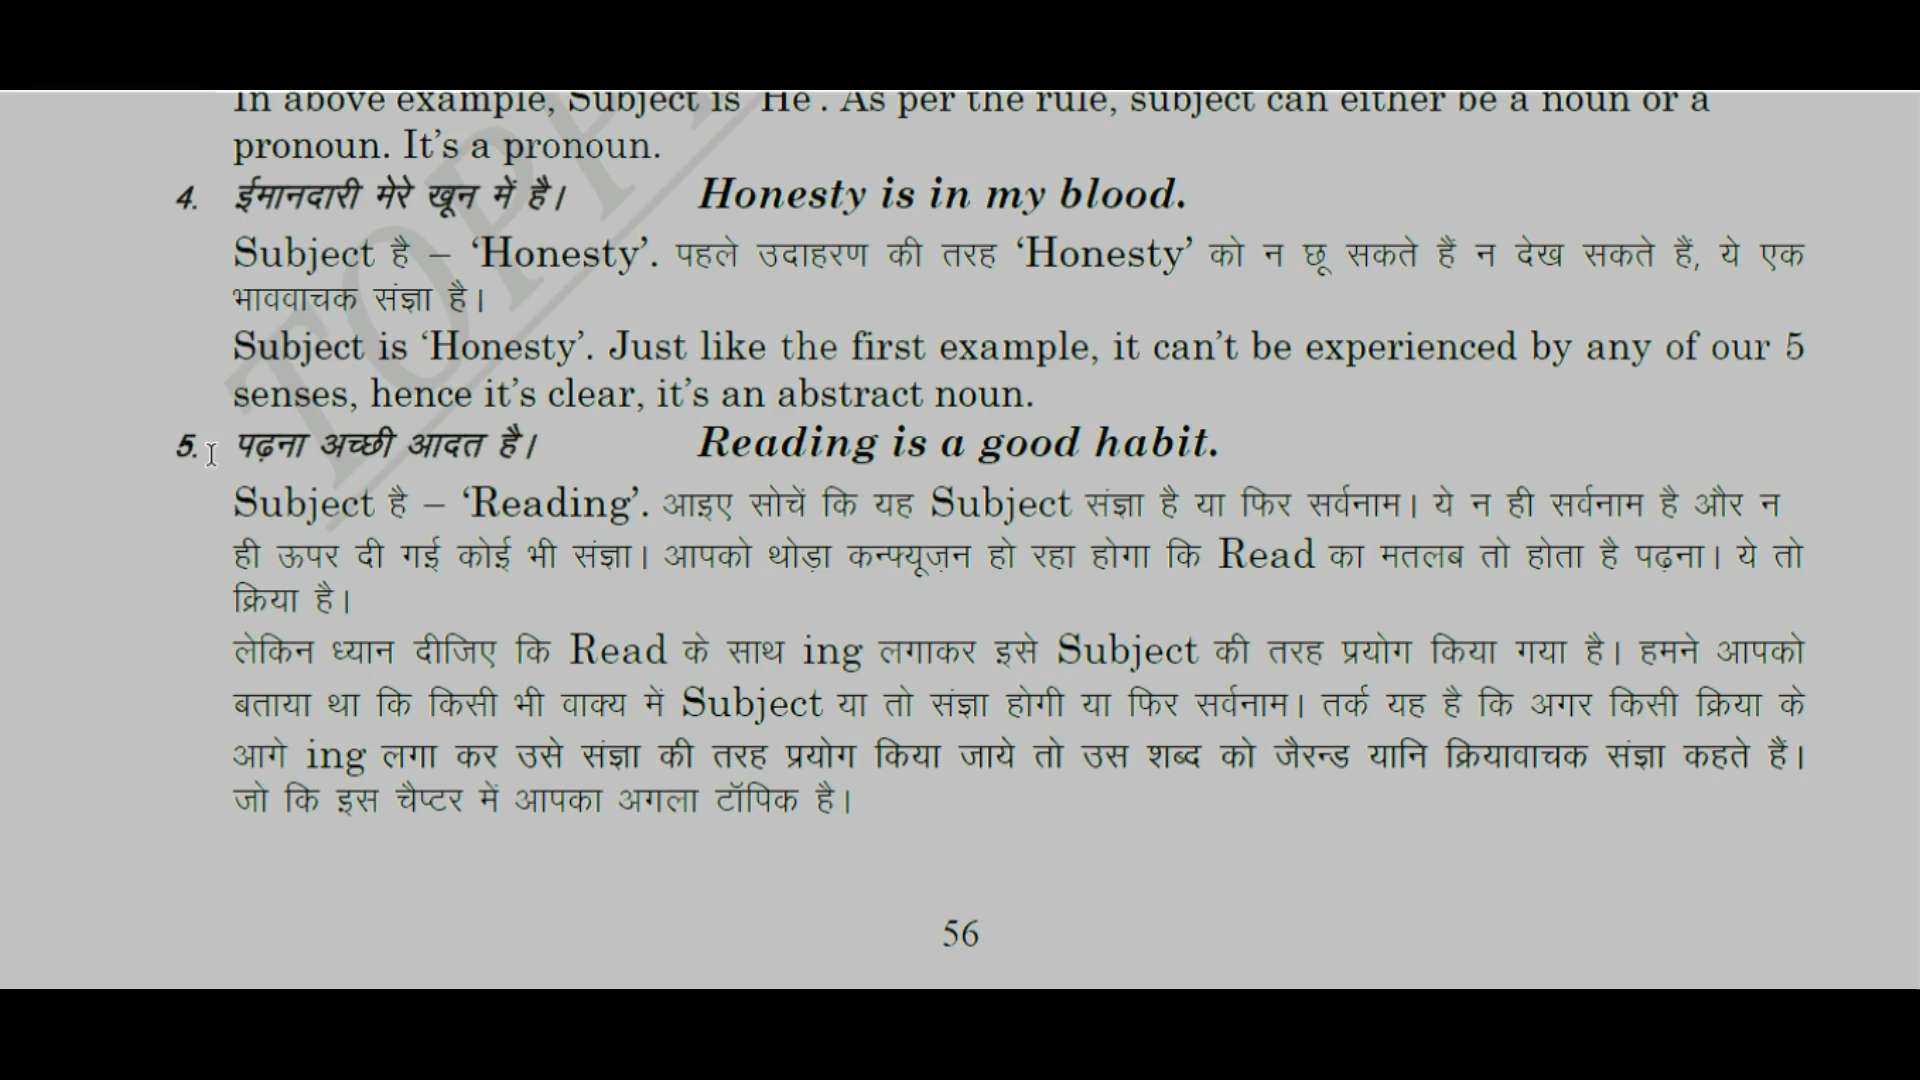 In above example, Subject is 'He'. As per the rule, subject can either be a noun or a
pronoun. It's a pronoun.
4. ईमानदारी मेरे खून में है। Honesty is in my blood.
Subject है – 'Honesty'. पहले उदाहरण की तरह 'Honesty' को न छू सकते हैं न देख सकते हैं, ये एक
भाववाचक संज्ञा है।
Subject is 'Honesty'. Just like the first example, it can't be experienced by any of our 5
senses, hence it's clear, it's an abstract noun.
5. पढ़ना अच्छी आदत है। Reading is a good habit.
Subject है – 'Reading'. आइए सोचें कि यह Subject संज्ञा है या फिर सर्वनाम। ये न ही सर्वनाम है और न
ही ऊपर दी गई कोई भी संज्ञा। आपको थोड़ा कन्फ्यूज़न हो रहा होगा कि Read का मतलब तो होता है पढ़ना। ये तो
क्रिया है।
लेकिन ध्यान दीजिए कि Read के साथ ing लगाकर इसे Subject की तरह प्रयोग किया गया है। हमने आपको
बताया था कि किसी भी वाक्य में Subject या तो संज्ञा होगी या फिर सर्वनाम। तर्क यह है कि अगर किसी क्रिया के
आगे ing लगा कर उसे संज्ञा की तरह प्रयोग किया जाये तो उस शब्द को जैरन्ड यानि क्रियावाचक संज्ञा कहते हैं।
जो कि इस चैप्टर में आपका अगला टॉपिक है।
56